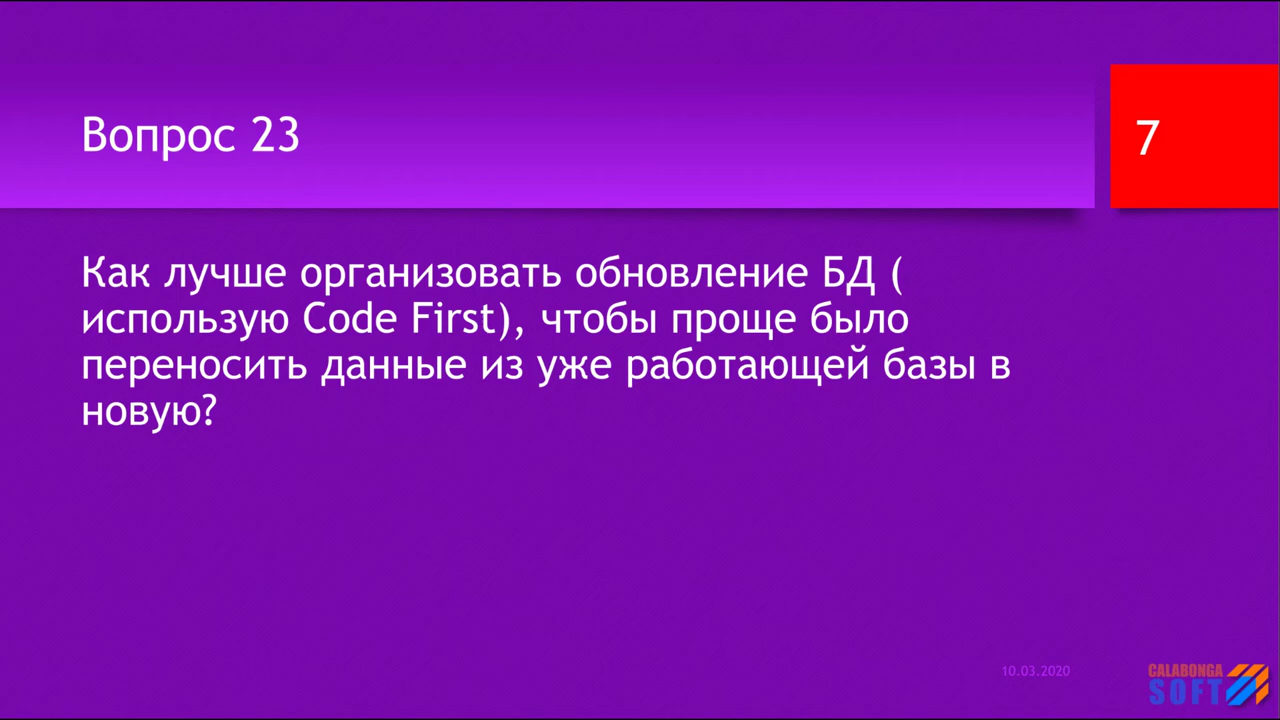 Вопрос 23
7
Как лучше организовать обновление БД (
использую Code First), чтобы проще было
переносить данные из уже работающей базы в
новую?
10.03.2020
CALABONGA
SOFT